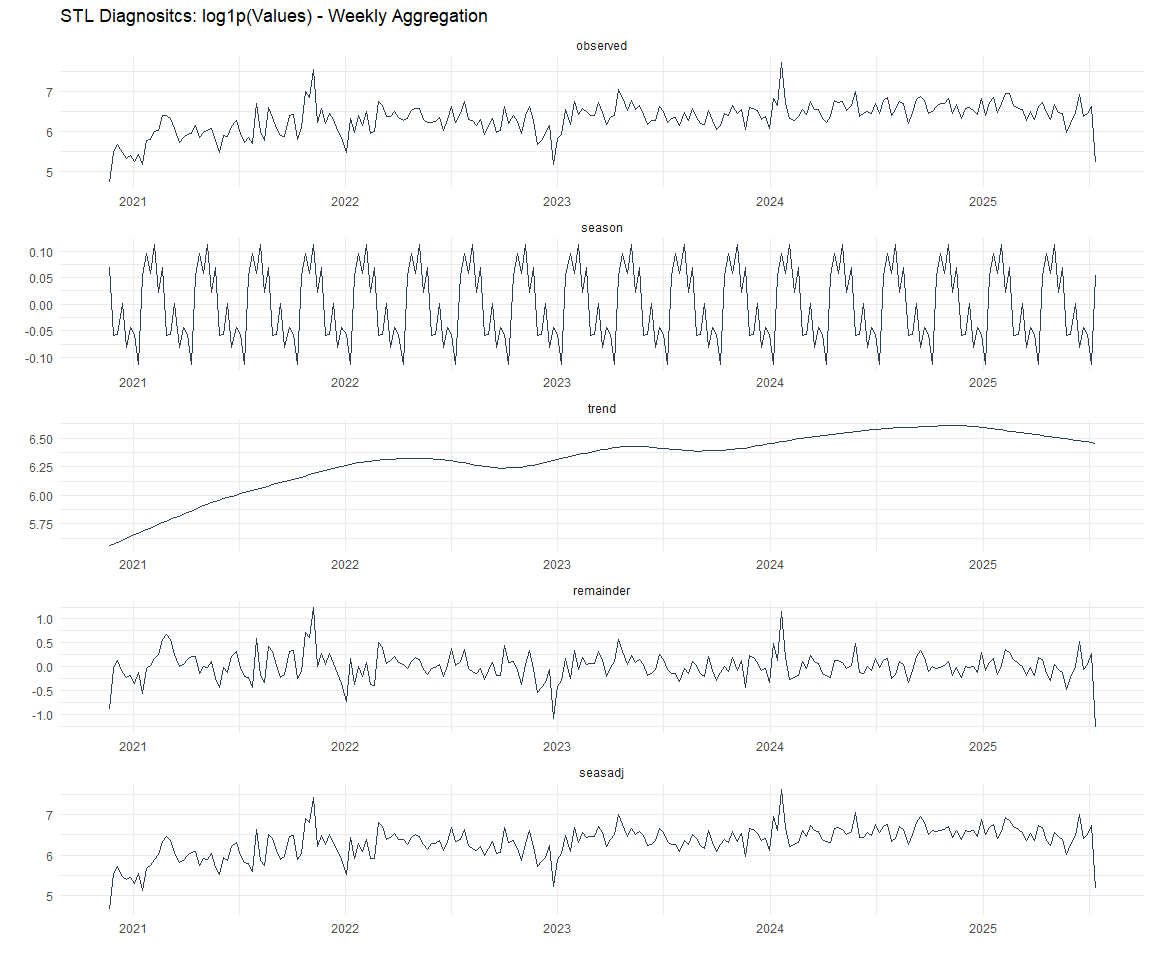 STL Diagnositcs: log1p(Values) - Weekly Aggregation
observed
7
6
5
2021 2022 2023 2024 2025
season
0.10
0.05
0.00
-0.05
-0.10
2021 2022 2023 2024 2025
trend
6.50
6.25
6.00
5.75
2021 2022 2023 2024 2025
remainder
1.0
0.5
0.0
-0.5
-1.0
2021 2022 2023 2024 2025
seasadj
7
6
5
2021 2022 2023 2024 2025